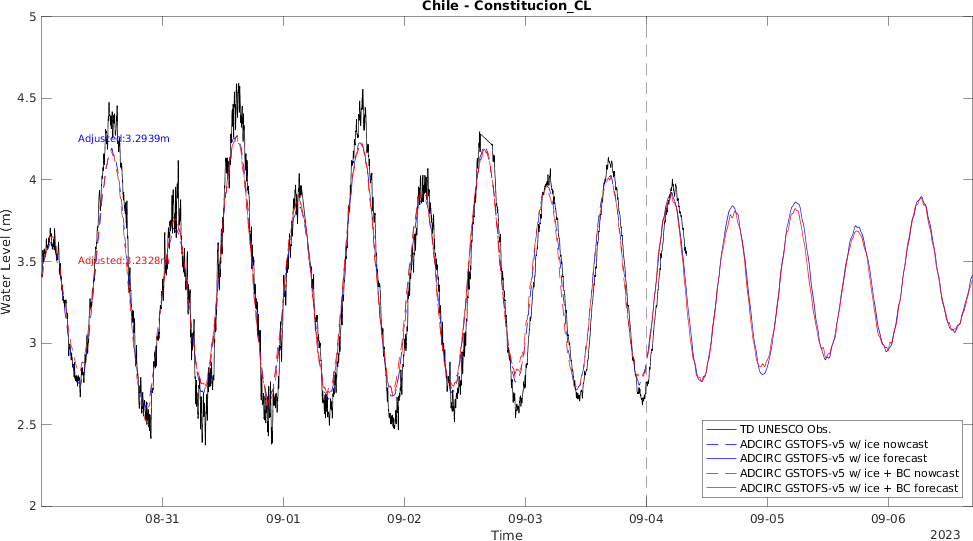 Chile - Constitucion_CL
5
4.5
4
3.5
3
2.5
2
Water Level (m)
Adjusted:3.2939m
Adjusted:3.2328m
TD UNESCO Obs.
ADCIRC GSTOFS-v5 w/ ice nowcast
ADCIRC GSTOFS-v5 w/ ice forecast
ADCIRC GSTOFS-v5 w/ ice + BC nowcast
ADCIRC GSTOFS-v5 w/ ice + BC forecast
08-31 09-01 09-02 09-03 09-04 09-05 09-06
Time
2023